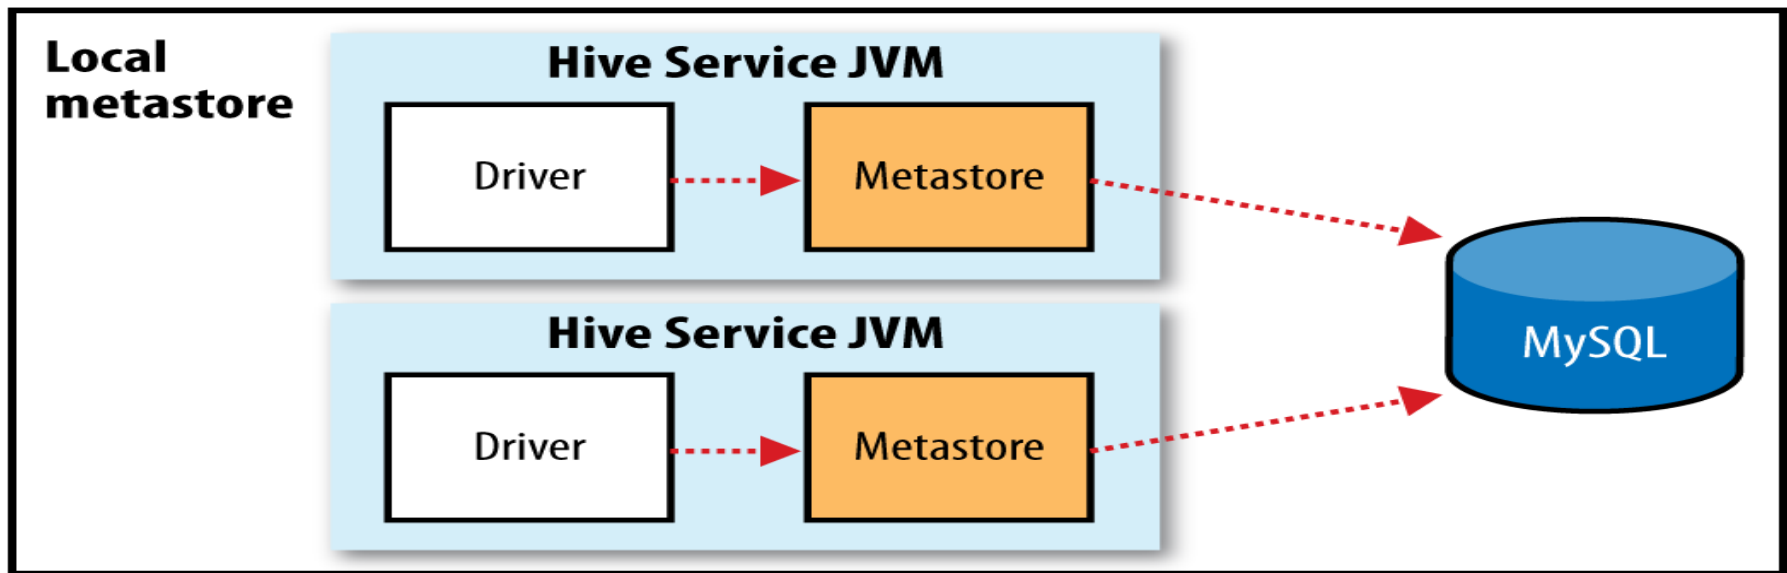 Local
metastore
Hive Service JVM
Driver
Metastore
Hive Service JVM
Driver
Metastore
MySQL